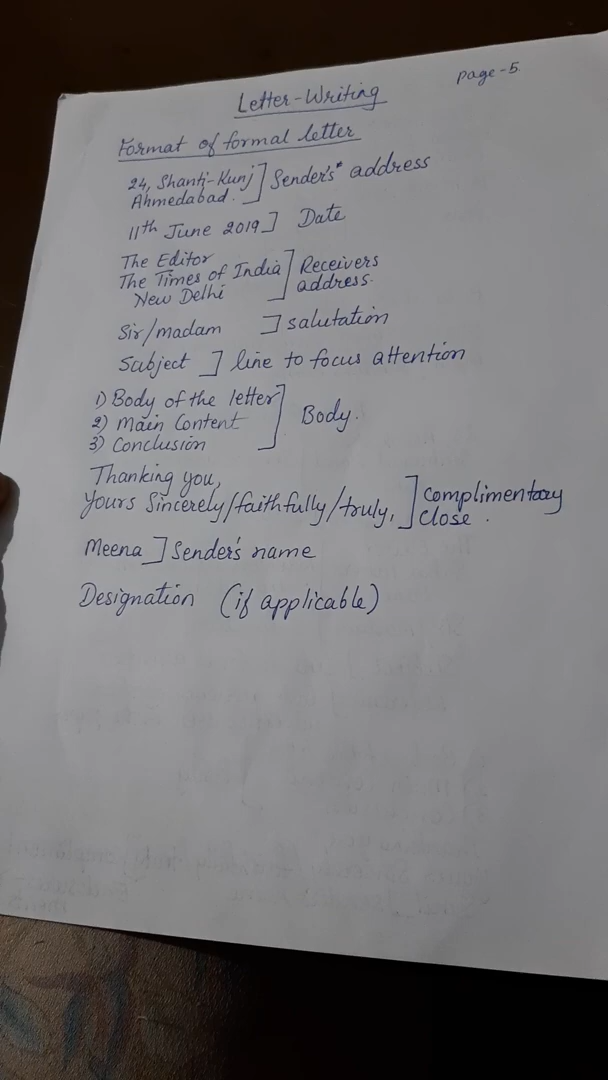 page-5
Letter-Writing
Format of formal letter
24, Shanti-Kunj ] Sender's* address
Ahmedabad.
11th June 2019 ] Date
The Editor
The Times of India ] Receivers
New Delhi address.
Sir/madam ] salutation
Subject ] line to focus attention
1) Body of the letter
2) Main Content ] Body.
3) Conclusion
Thanking you,
Yours Sincerely/faithfully/truly, ] Complimentary
close.
Meena ] Sender's name
Designation (if applicable)